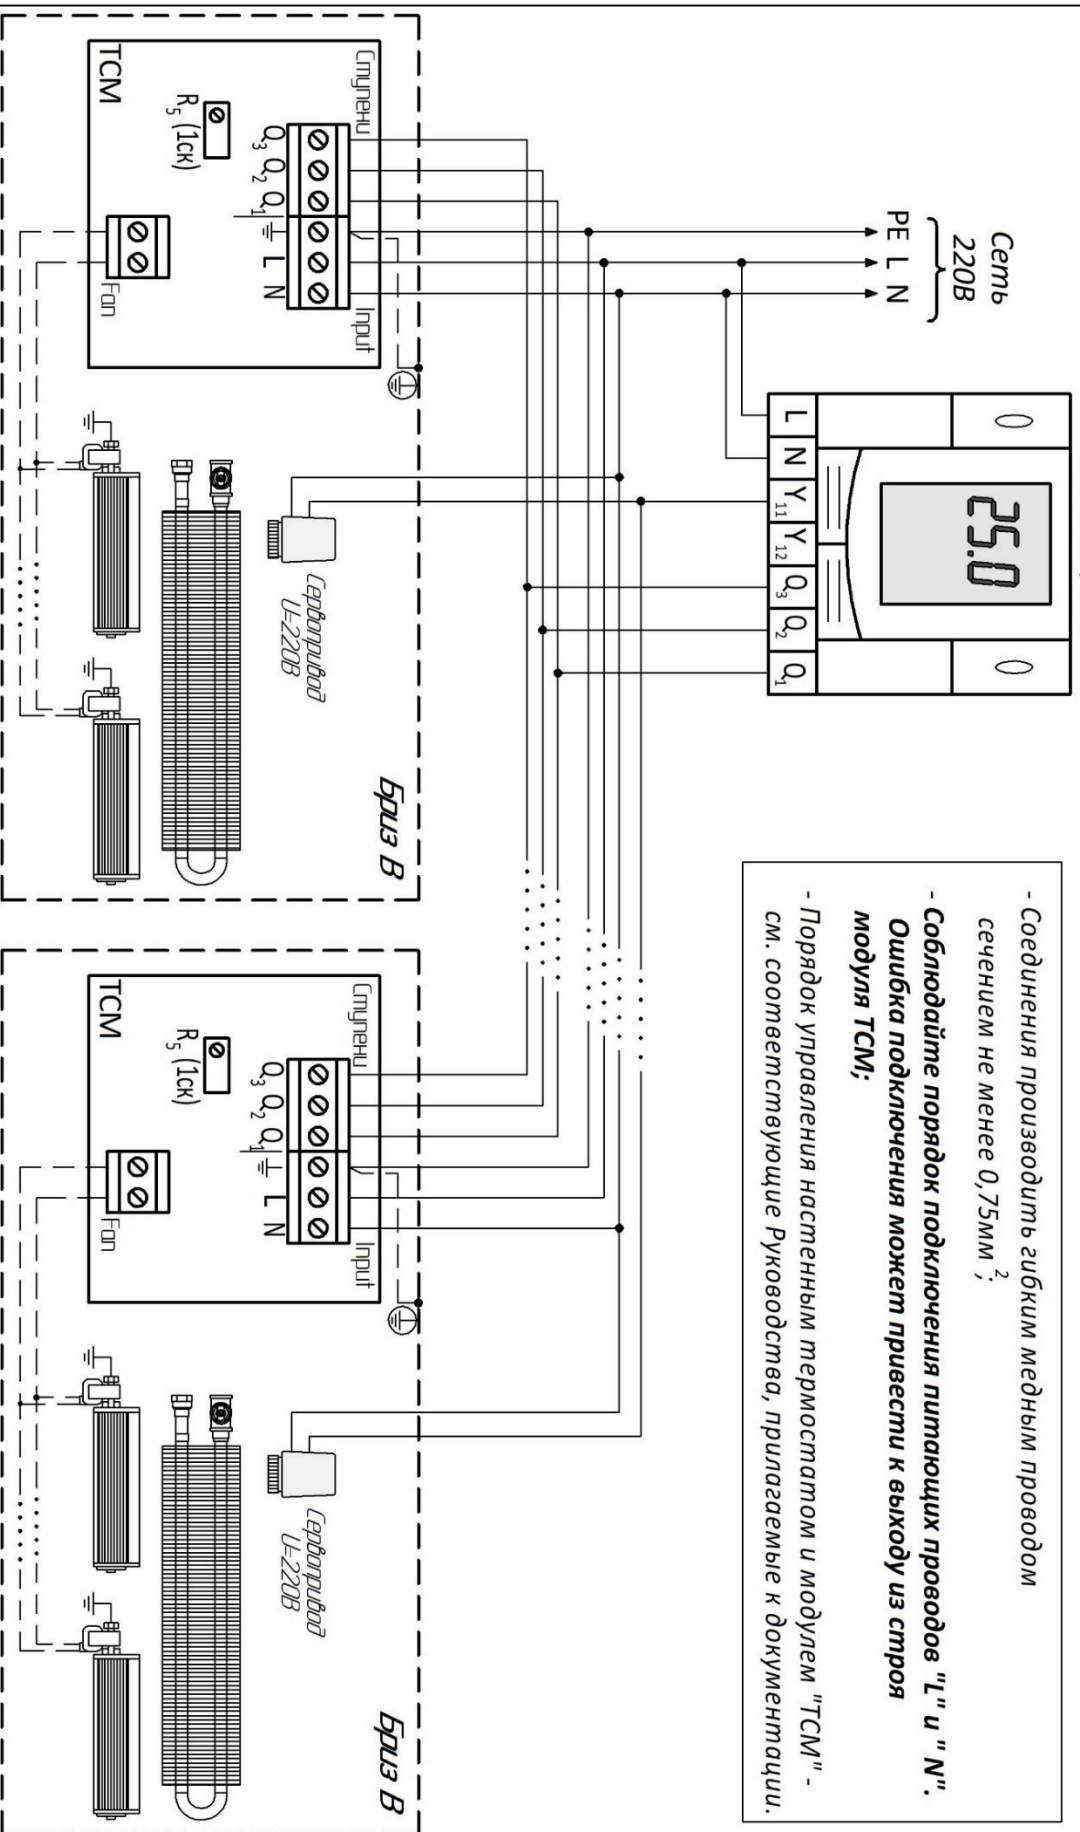 Сеть
220В
PE L N
25.0
L N Y11 Y12 Q3 Q2 Q1
- Соединения производить гибким медным проводом
сечением не менее 0,75мм²;
- Соблюдайте порядок подключения питающих проводов "L" и " N".
Ошибка подключения может привести к выходу из строя
модуля ТСМ;
- Порядок управления настенным термостатом и модулем "ТСМ" -
см. соответствующие Руководства, прилагаемые к документации.
Ступени
Input
Q3 Q2 Q1 L N
R5 (1ск)
TCM
Fan
Сервопривод
U=220В
Бриз В
Ступени
Input
Q3 Q2 Q1 L N
R5 (1ск)
TCM
Fan
Сервопривод
U=220В
Бриз В